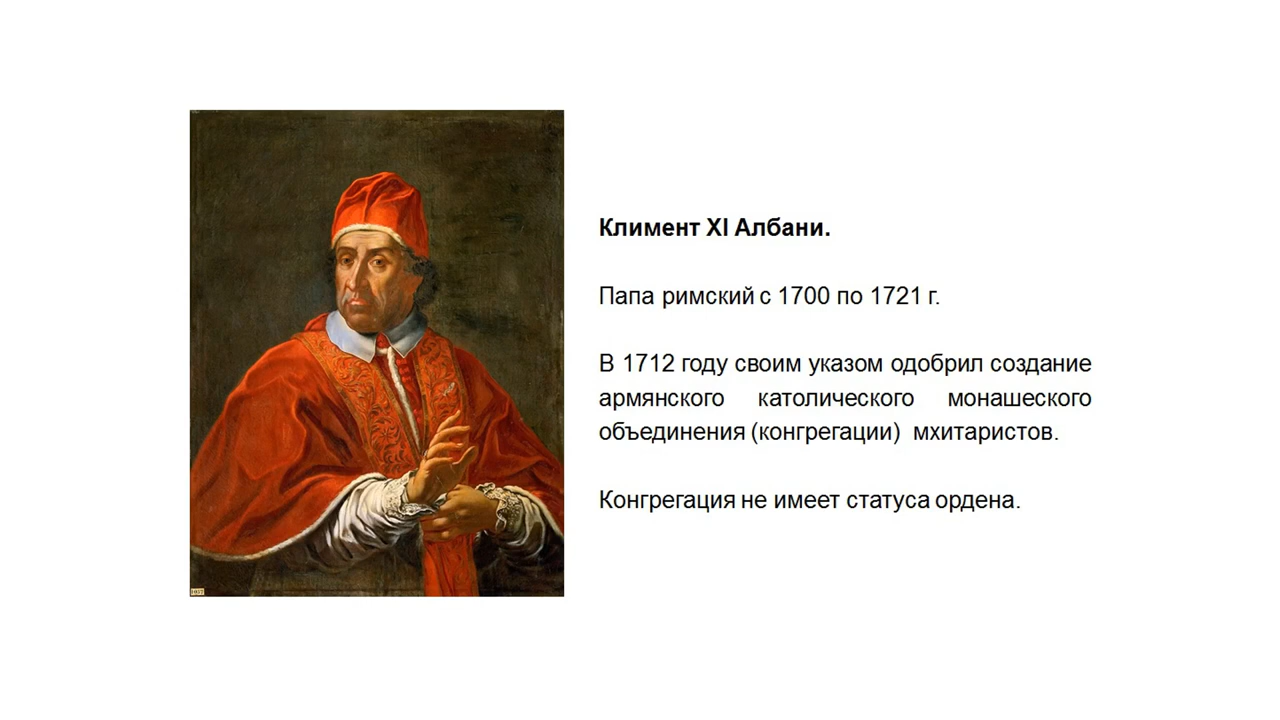 Климент XI Албани.
Папа римский с 1700 по 1721 г.
В 1712 году своим указом одобрил создание
армянского католического монашеского
объединения (конгрегации) мхитаристов.
Конгрегация не имеет статуса ордена.